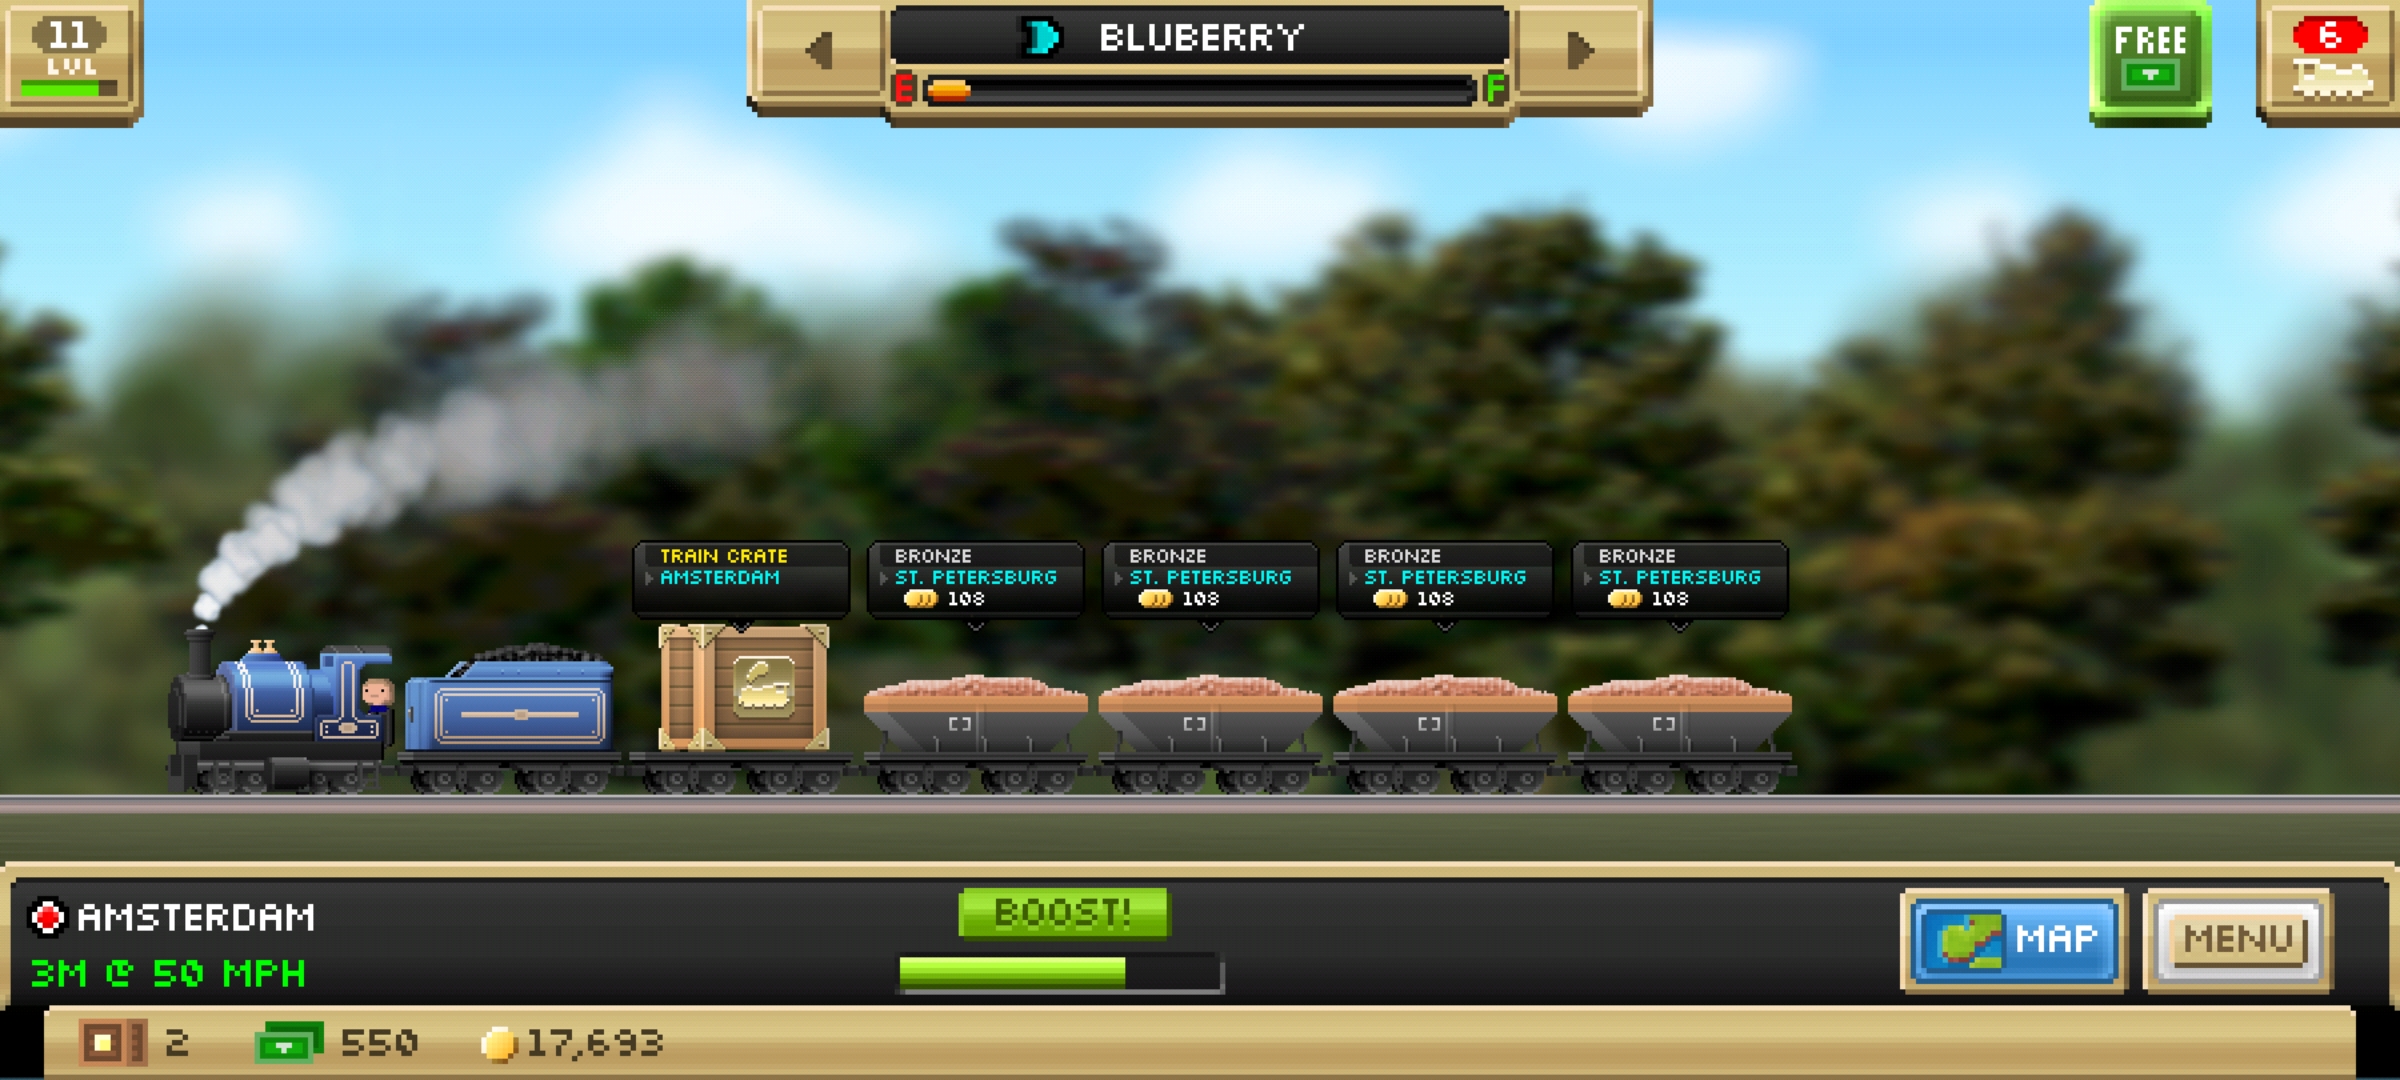 11
LVL
BLUBERRY
E
F
FREE
6
TRAIN CRATE
AMSTERDAM
BRONZE
ST. PETERSBURG
108
BRONZE
ST. PETERSBURG
108
BRONZE
ST. PETERSBURG
108
BRONZE
ST. PETERSBURG
108
AMSTERDAM
3M @ 50 MPH
BOOST!
MAP
MENU
2
550
17,693